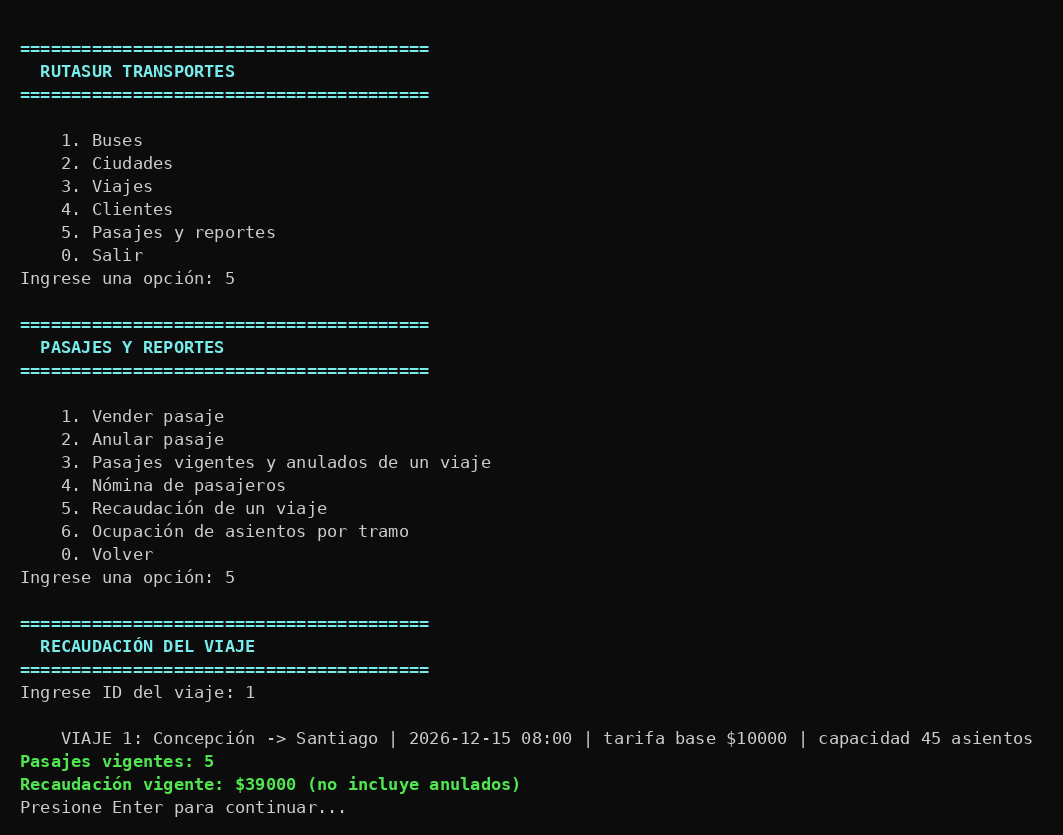 ========================================
RUTASUR TRANSPORTES
========================================
1. Buses
2. Ciudades
3. Viajes
4. Clientes
5. Pasajes y reportes
0. Salir
Ingrese una opción: 5
========================================
PASAJES Y REPORTES
========================================
1. Vender pasaje
2. Anular pasaje
3. Pasajes vigentes y anulados de un viaje
4. Nómina de pasajeros
5. Recaudación de un viaje
6. Ocupación de asientos por tramo
0. Volver
Ingrese una opción: 5
========================================
RECAUDACIÓN DEL VIAJE
========================================
Ingrese ID del viaje: 1
VIAJE 1: Concepción -> Santiago | 2026-12-15 08:00 | tarifa base $10000 | capacidad 45 asientos
Pasajes vigentes: 5
Recaudación vigente: $39000 (no incluye anulados)
Presione Enter para continuar...